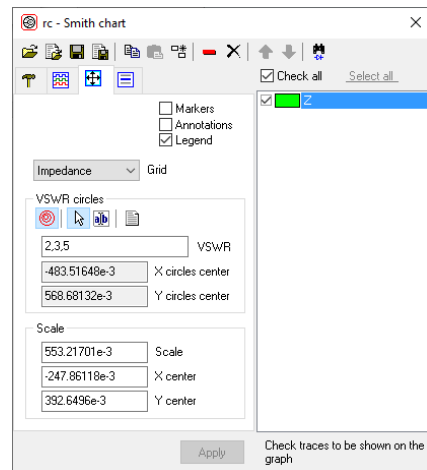 rc - Smith chart
Check all Select all
Z
Markers
Annotations
Legend
Impedance Grid
VSWR circles
a b
2,3,5 VSWR
-483.51648e-3 X circles center
568.68132e-3 Y circles center
Scale
553.21701e-3 Scale
-247.86118e-3 X center
392.6496e-3 Y center
Apply
Check traces to be shown on the
graph